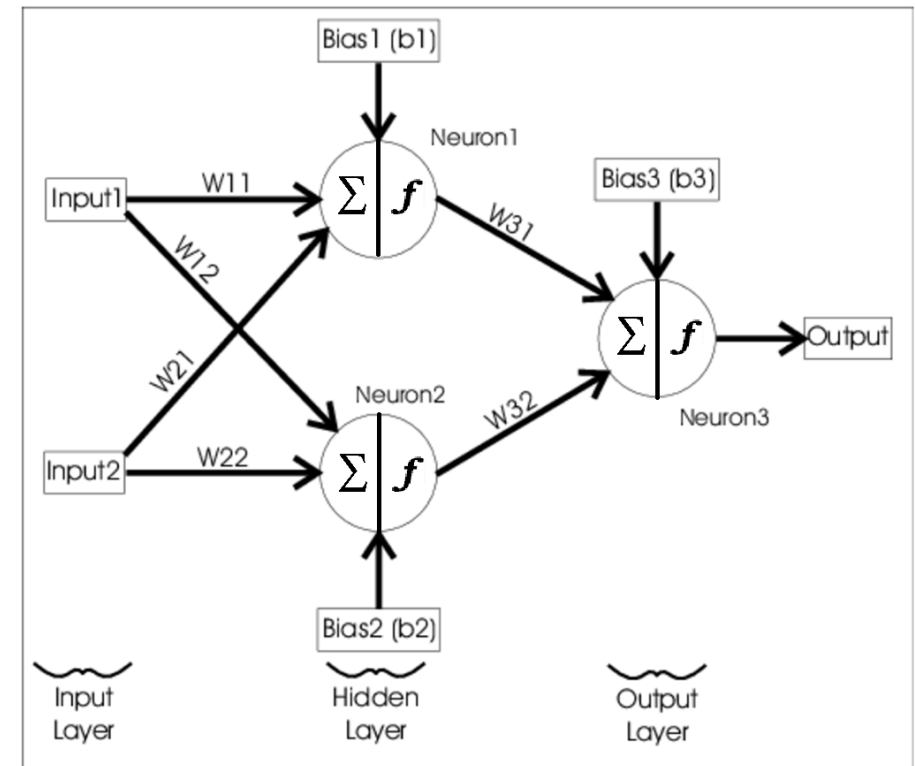 Bias1 (b1)
Neuron1
Σ f
Input1
W11
W12
W31
Bias3 (b3)
Σ f
Output
Neuron3
W21
Neuron2
W32
Input2
W22
Σ f
Bias2 (b2)
Input
Layer
Hidden
Layer
Output
Layer